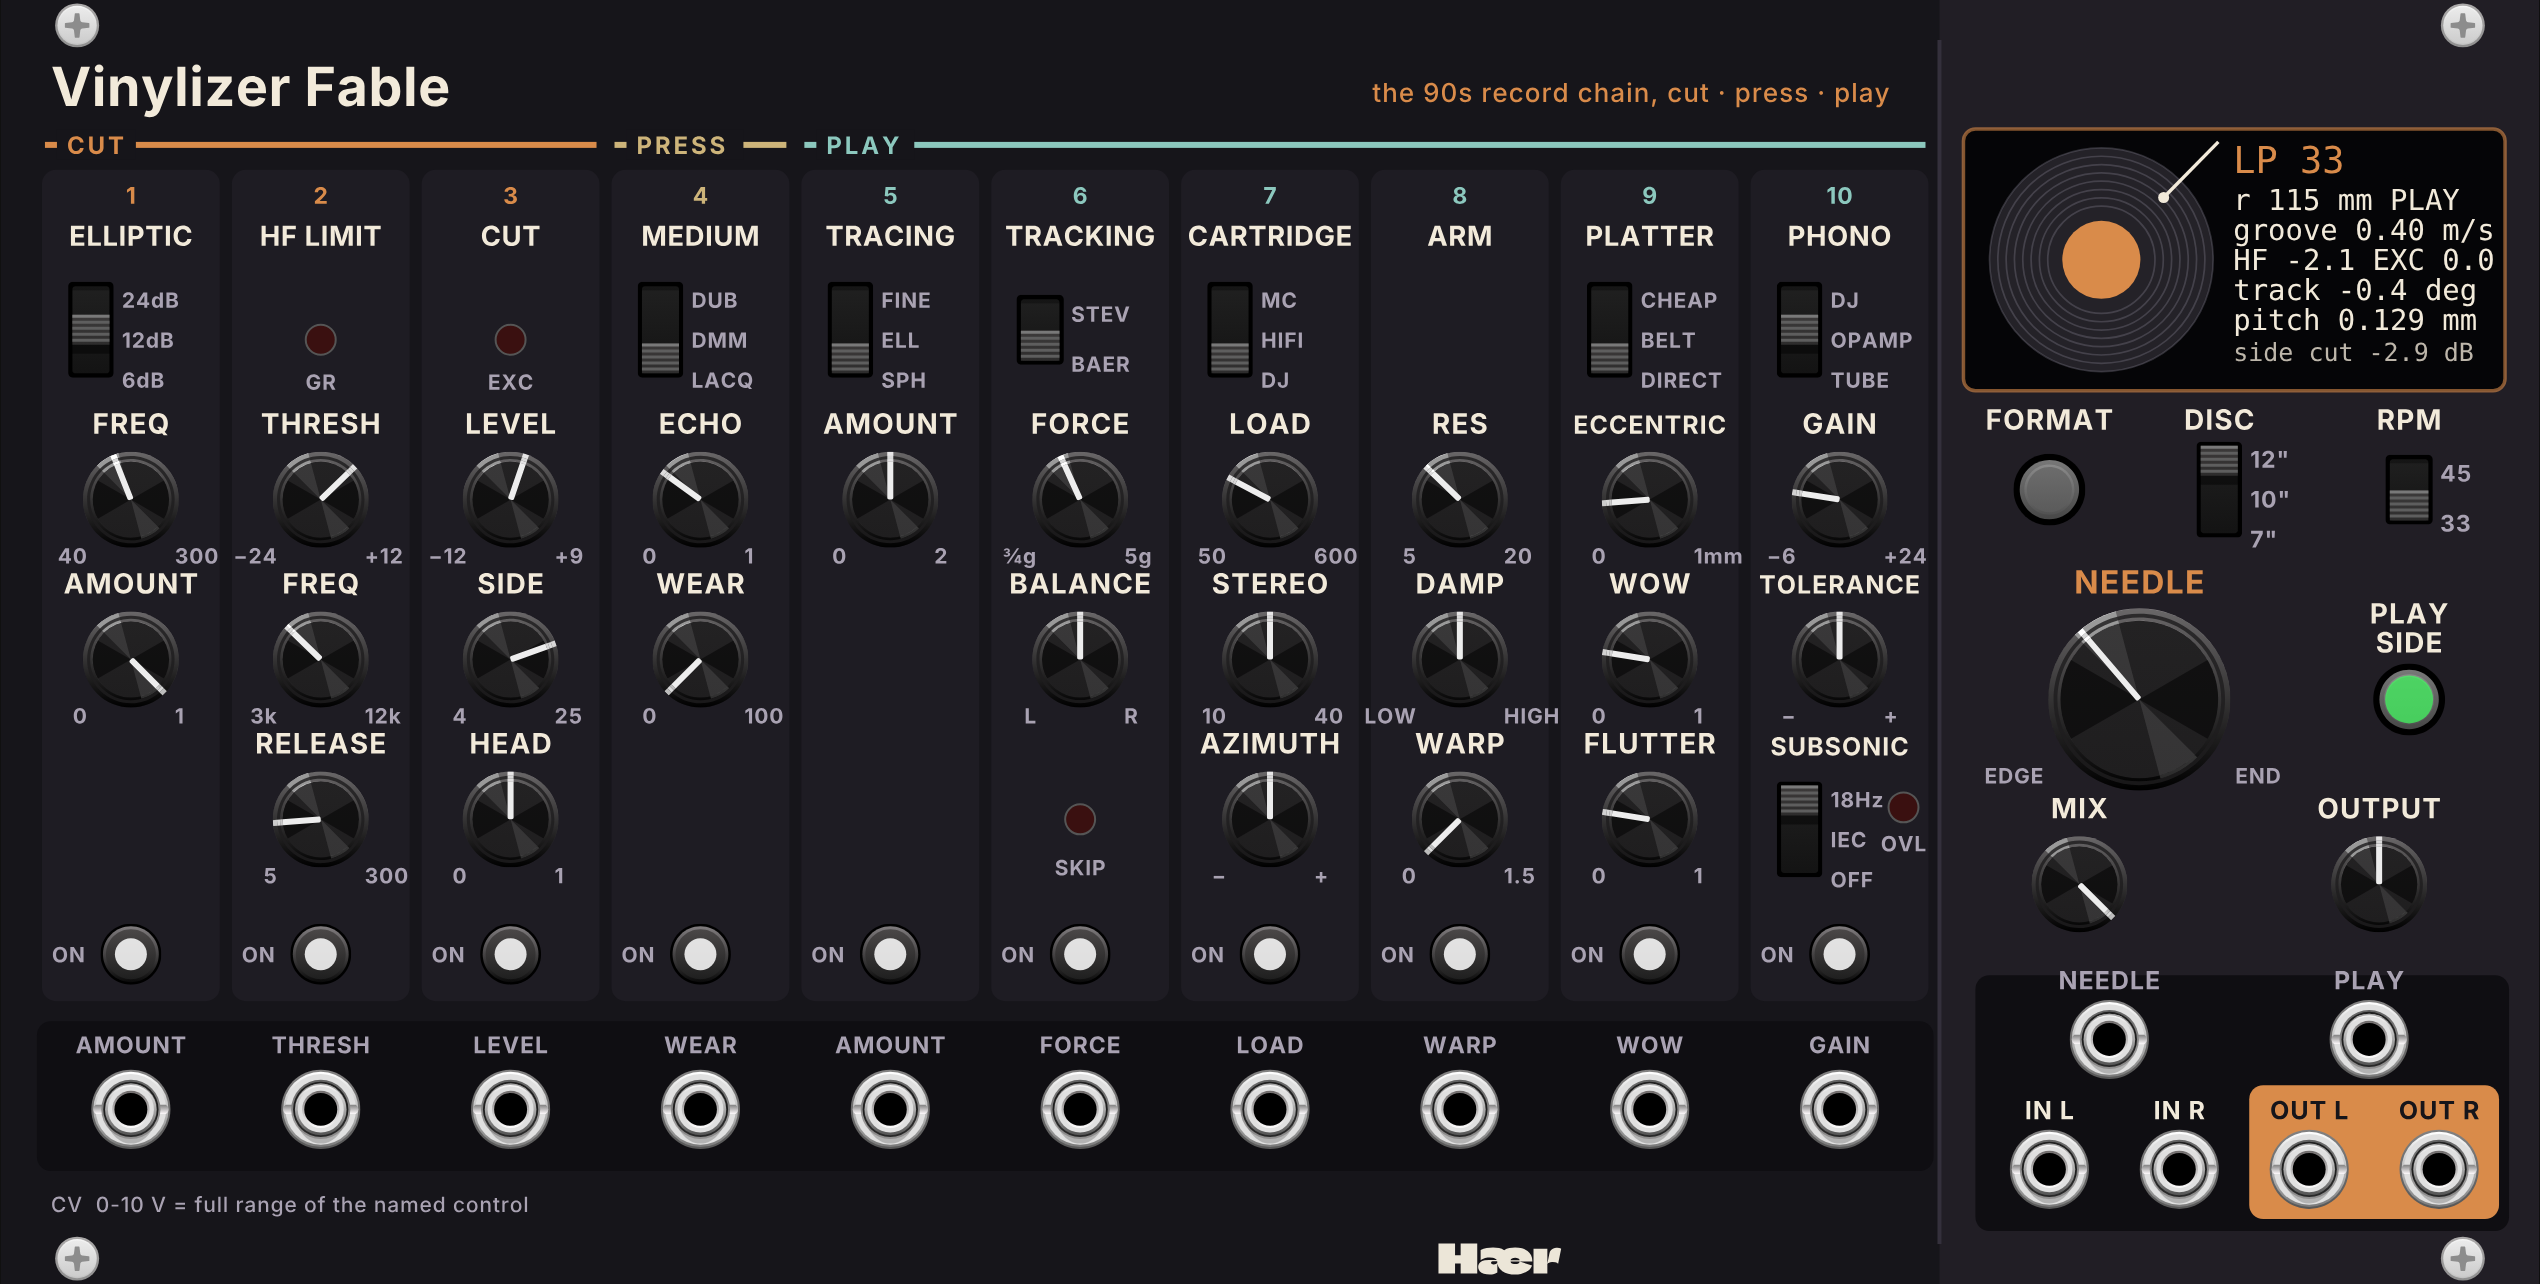 Vinylizer Fable
the 90s record chain, cut · press · play
CUT
PRESS
PLAY
1
2
3
4
5
6
7
8
9
10
ELLIPTIC
HF LIMIT
CUT
MEDIUM
TRACING
TRACKING
CARTRIDGE
ARM
PLATTER
PHONO
24dB
12dB
6dB
GR
EXC
DUB
DMM
LACQ
FINE
ELL
SPH
STEV
BAER
MC
HIFI
DJ
CHEAP
BELT
DIRECT
DJ
OPAMP
TUBE
FREQ
THRESH
LEVEL
ECHO
AMOUNT
FORCE
LOAD
RES
ECCENTRIC
GAIN
40 300
−24 +12
−12 +9
0 1
0 2
¾g 5g
50 600
5 20
0 1mm
−6 +24
AMOUNT
FREQ
SIDE
WEAR
BALANCE
STEREO
DAMP
WOW
TOLERANCE
0 1
3k 12k
4 25
0 100
L R
10 40
LOW HIGH
0 1
− +
RELEASE
HEAD
AZIMUTH
WARP
FLUTTER
SUBSONIC
5 300
0 1
SKIP
− +
0 1.5
0 1
18Hz
IEC
OFF
OVL
ON
ON
ON
ON
ON
ON
ON
ON
ON
ON
AMOUNT
THRESH
LEVEL
WEAR
AMOUNT
FORCE
LOAD
WARP
WOW
GAIN
CV 0-10 V = full range of the named control
Hær
LP 33
r 115 mm PLAY
groove 0.40 m/s
HF -2.1 EXC 0.0
track -0.4 deg
pitch 0.129 mm
side cut -2.9 dB
FORMAT
DISC
RPM
12"
10"
7"
45
33
NEEDLE
EDGE END
PLAY
SIDE
MIX
OUTPUT
NEEDLE
PLAY
IN L
IN R
OUT L
OUT R